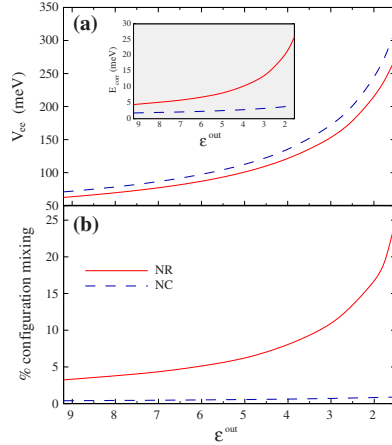 350
300
250
200
150
100
50
V_ee (meV)
(a)
30
25
20
15
10
5
0
E_corr (meV)
9 8 7 6 5 4 3 2
ε^out
25
20
15
10
5
0
% configuration mixing
(b)
NR
NC
9 8 7 6 5 4 3 2
ε^out